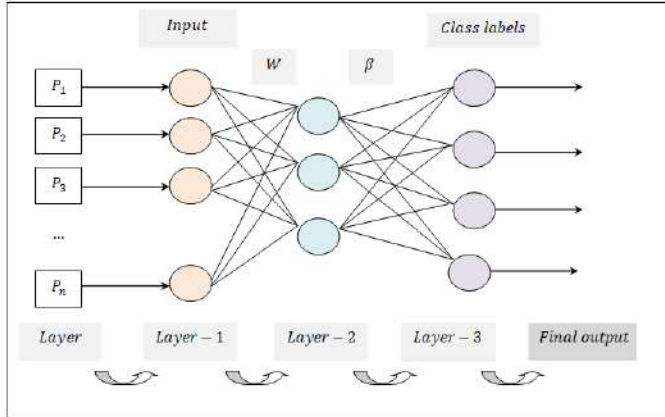 Input
Class labels
W
β
P₁
P₂
P₃
...
Pₙ
Layer
Layer − 1
Layer − 2
Layer − 3
Final output